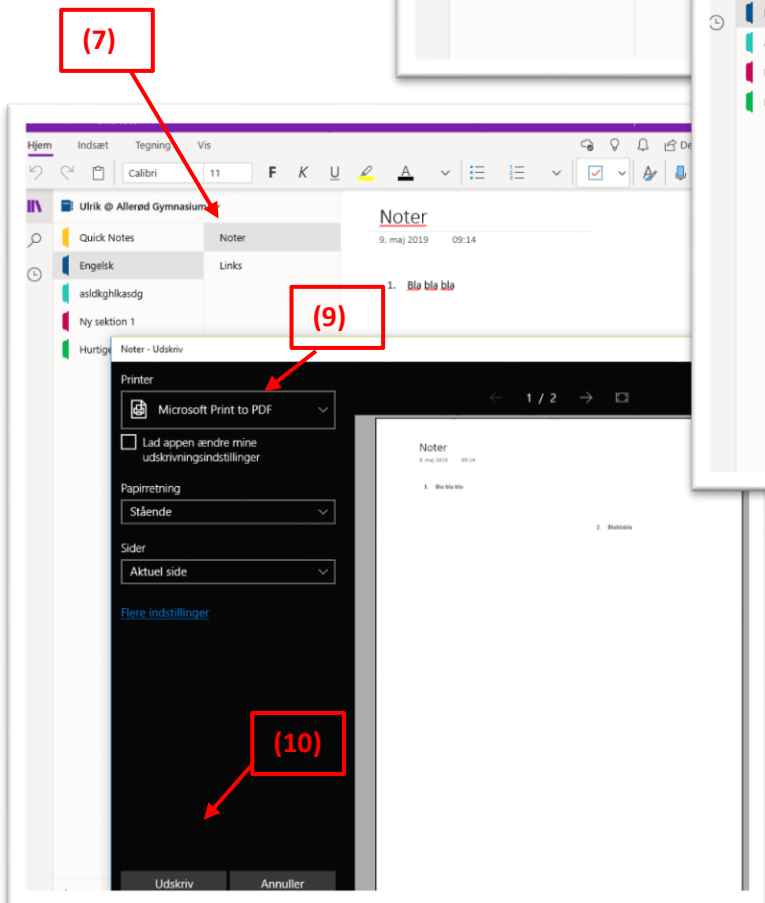 (7)
Hjem Indsæt Tegning Vis
Calibri 11 F K U A
Ulrik @ Allerød Gymnasium
Quick Notes
Engelsk
asldkghlkasdg
Ny sektion 1
Hurtige
Noter
Links
Noter
9. maj 2019 09:14
1. Bla bla bla
(9)
Noter - Udskriv
Printer
Microsoft Print to PDF
Lad appen ændre mine
udskrivningsindstillinger
Papirretning
Stående
Sider
Aktuel side
Flere indstillinger
(10)
Udskriv Annuller
1 / 2
Noter
9. maj 2019 09:14
1. Bla bla bla
2. Blablabla